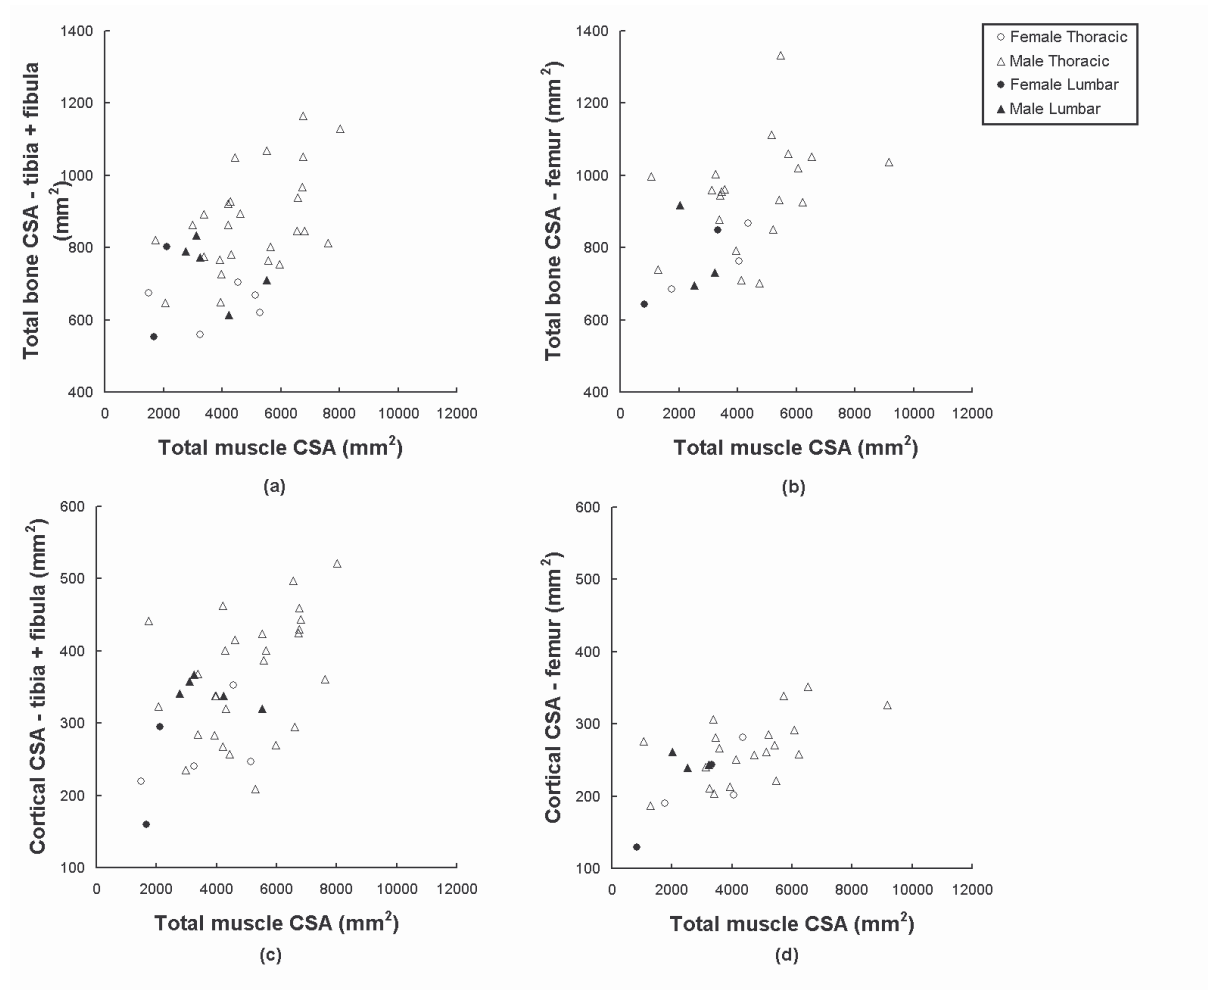 Female Thoracic
Male Thoracic
Female Lumbar
Male Lumbar
Total bone CSA - tibia + fibula
(mm²)
1400
1200
1000
800
600
400
0 2000 4000 6000 8000 10000 12000
Total muscle CSA (mm²)
(a)
Total bone CSA - femur (mm²)
1400
1200
1000
800
600
400
0 2000 4000 6000 8000 10000 12000
Total muscle CSA (mm²)
(b)
Cortical CSA - tibia + fibula (mm²)
600
500
400
300
200
100
0 2000 4000 6000 8000 10000 12000
Total muscle CSA (mm²)
(c)
Cortical CSA - femur (mm²)
600
500
400
300
200
100
0 2000 4000 6000 8000 10000 12000
Total muscle CSA (mm²)
(d)